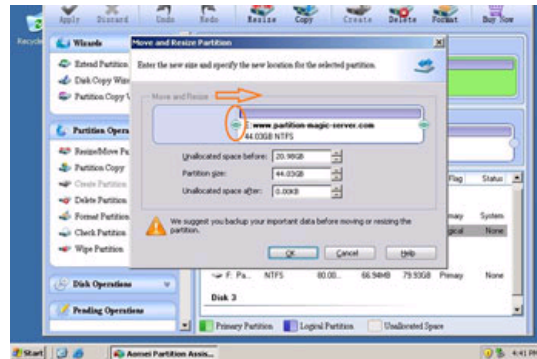 Apply Discard Undo Redo Resize Copy Create Delete Format Buy Now
Recycle
Wizards
Extend Partition
Disk Copy Wiz
Partition Copy
Partition Opera
Resize/Move Pa
Partition Copy
Create Partition
Delete Partition
Format Partition
Check Partition
Wipe Partition
Disk Operations
Pending Operations
Move and Resize Partition
Enter the new size and specify the new location for the selected partition.
Move and Resize
www.partition-magic-server.com
44.03GB NTFS
Unallocated space before: 20.98GB
Partition size: 44.03GB
Unallocated space after: 0.00KB
We suggest you backup your important data before moving or resizing the
partition.
OK Cancel Help
Flag Status
System
None
F: Pa... NTFS 80.00... 66.94MB 79.93GB Primary None
Disk 3
Primary Partition Logical Partition Unallocated Space
Start Aomei Partition Assis... 4:41 PM